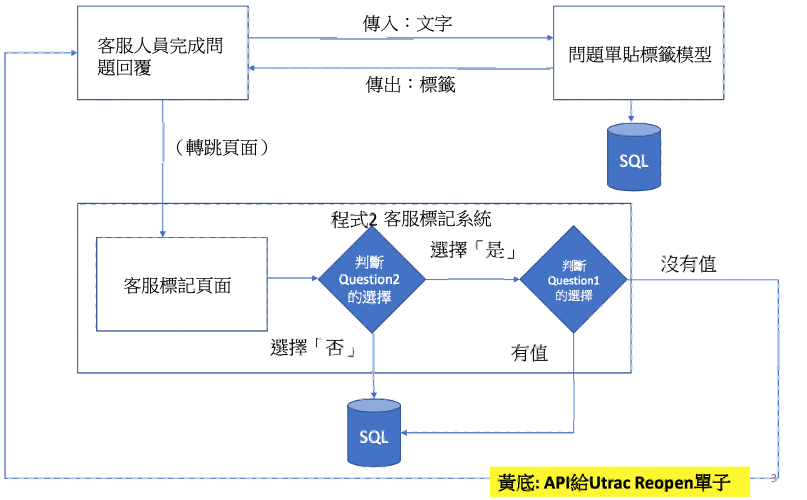 傳入：文字
客服人員完成問
題回覆
問題單貼標籤模型
傳出：標籤
（轉跳頁面）
SQL
程式2 客服標記系統
客服標記頁面
判斷
Question2
的選擇
選擇「是」
判斷
Question1
的選擇
沒有值
選擇「否」
有值
SQL
黃底: API給Utrac Reopen單子
3